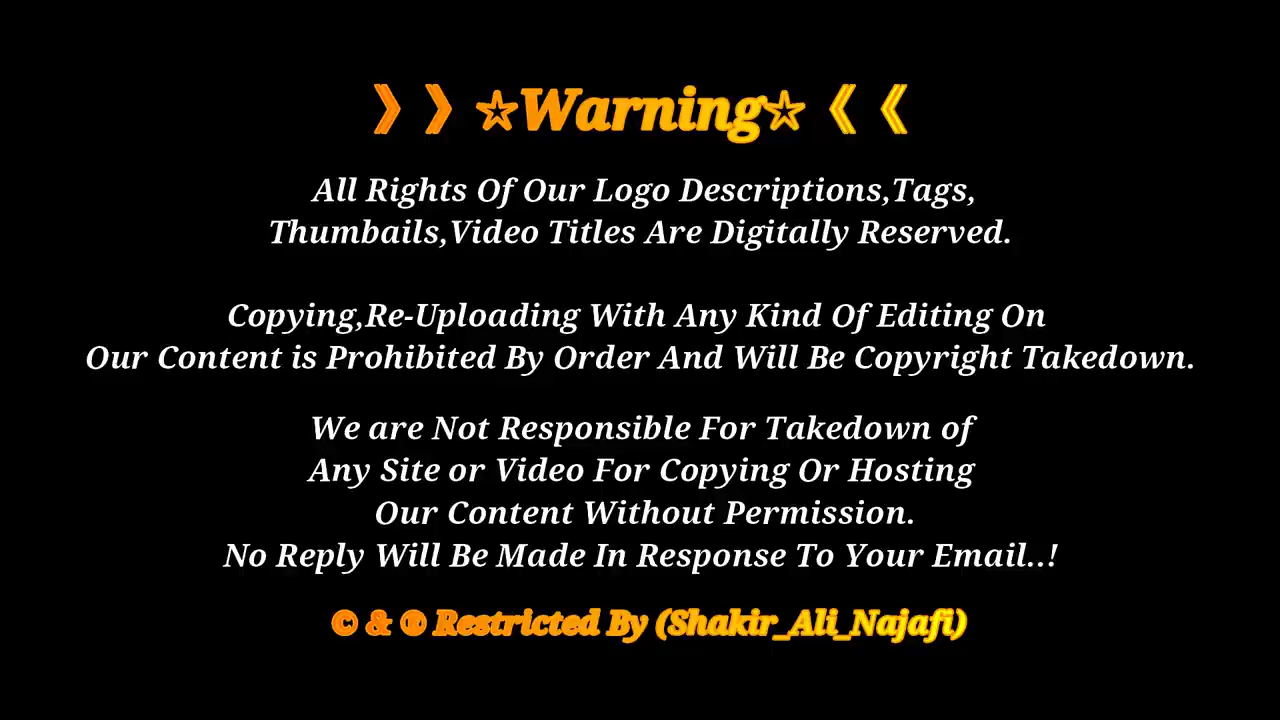 》》☆Warning☆《《
All Rights Of Our Logo Descriptions,Tags,
Thumbails,Video Titles Are Digitally Reserved.
Copying,Re-Uploading With Any Kind Of Editing On
Our Content is Prohibited By Order And Will Be Copyright Takedown.
We are Not Responsible For Takedown of
Any Site or Video For Copying Or Hosting
Our Content Without Permission.
No Reply Will Be Made In Response To Your Email..!
© & ® Restricted By (Shakir_Ali_Najafi)